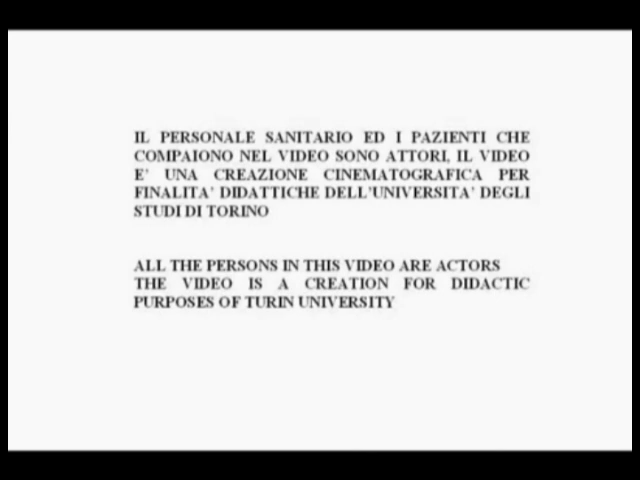 IL PERSONALE SANITARIO ED I PAZIENTI CHE
COMPAIONO NEL VIDEO SONO ATTORI, IL VIDEO
E' UNA CREAZIONE CINEMATOGRAFICA PER
FINALITA' DIDATTICHE DELL'UNIVERSITA' DEGLI
STUDI DI TORINO
ALL THE PERSONS IN THIS VIDEO ARE ACTORS
THE VIDEO IS A CREATION FOR DIDACTIC
PURPOSES OF TURIN UNIVERSITY